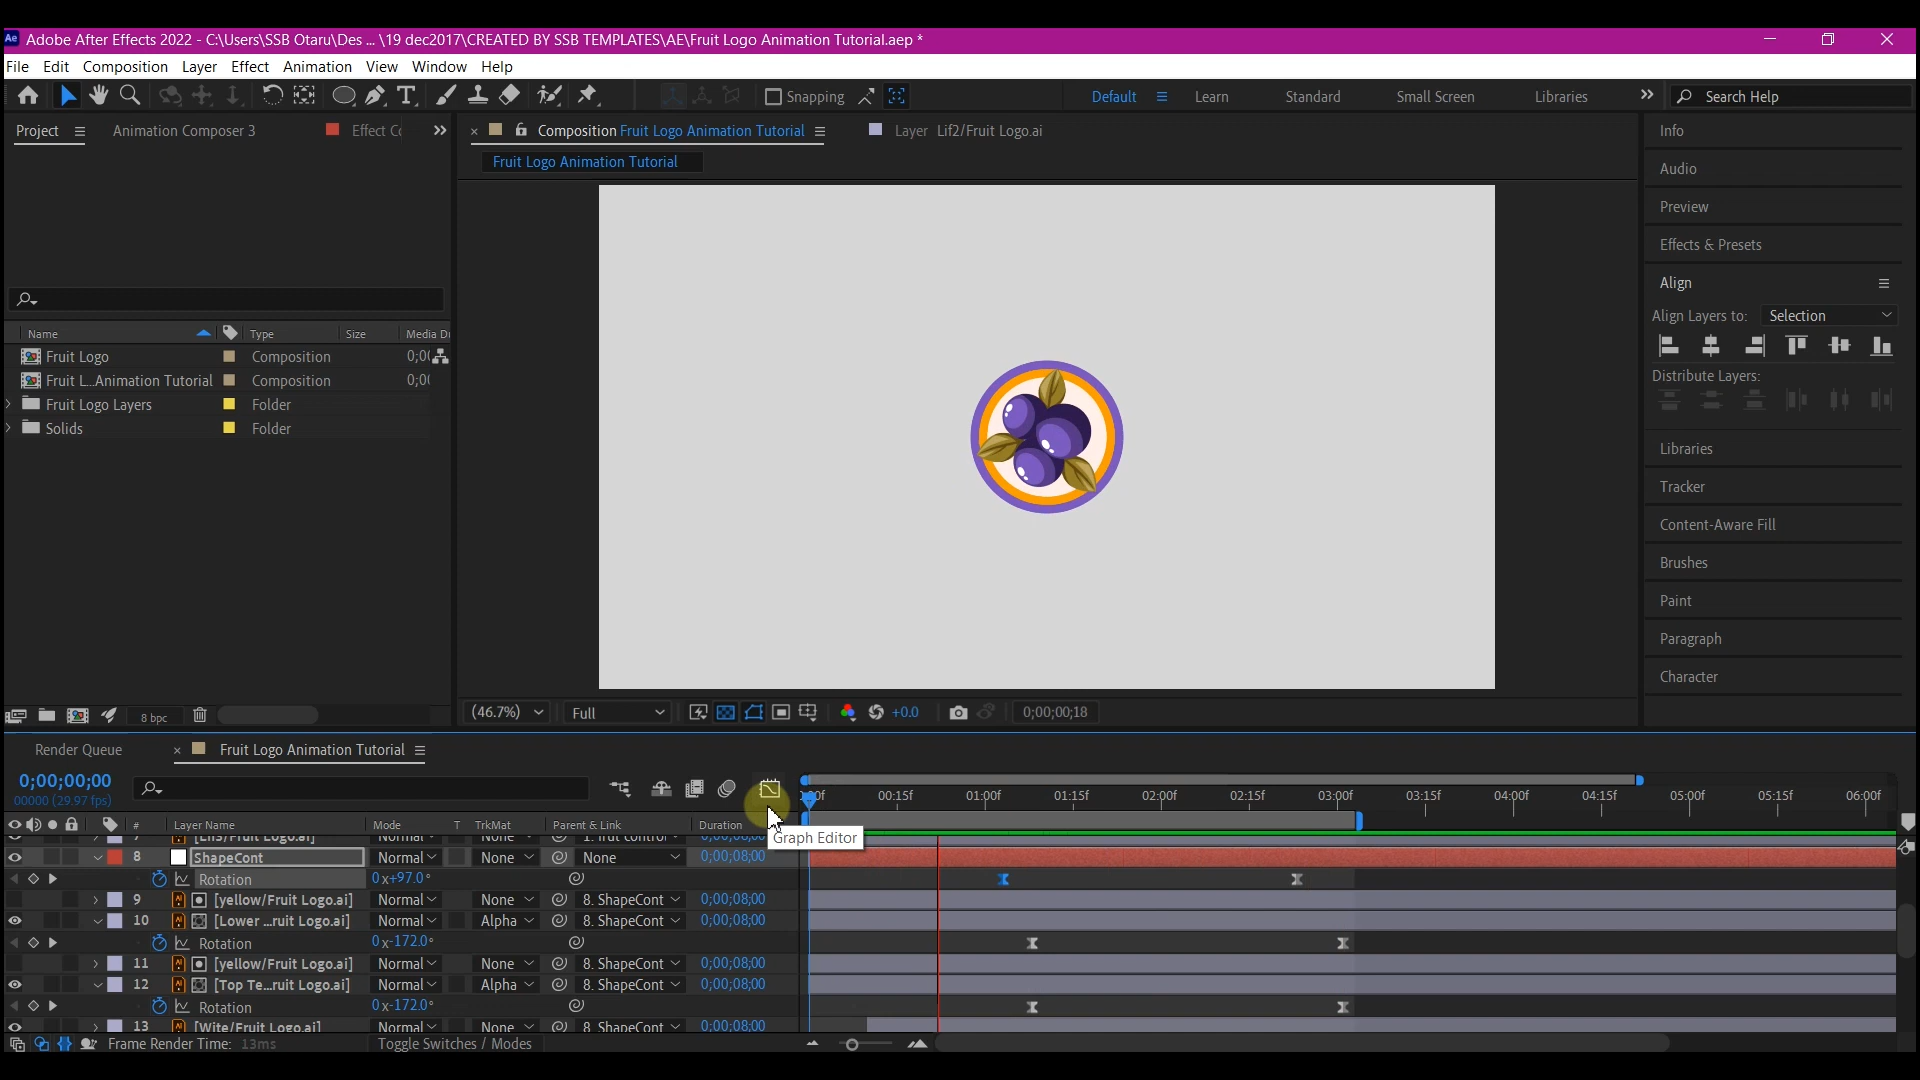 Ae Adobe After Effects 2022 - C:\Users\SSB Otaru\Des ... \19 dec2017\CREATED BY SSB TEMPLATES\AE\Fruit Logo Animation Tutorial.aep *
File Edit Composition Layer Effect Animation View Window Help
Snapping Default Learn Standard Small Screen Libraries Search Help
Project Animation Composer 3 Effect Cc Composition Fruit Logo Animation Tutorial Layer Lif2/Fruit Logo.ai
Fruit Logo Animation Tutorial
Info
Audio
Preview
Effects & Presets
Align
Align Layers to: Selection
Distribute Layers:
Libraries
Tracker
Content-Aware Fill
Brushes
Paint
Paragraph
Character
Name Type Size Media Du
Fruit Logo Composition 0;0(
Fruit L...Animation Tutorial Composition 0;0(
Fruit Logo Layers Folder
Solids Folder
8 bpc
(46.7%) Full +0.0 0;00;00;18
Render Queue Fruit Logo Animation Tutorial
0;00;00;00
00000 (29.97 fps)
00f 00:15f 01:00f 01:15f 02:00f 02:15f 03:00f 03:15f 04:00f 04:15f 05:00f 05:15f 06:00f
# Layer Name Mode T TrkMat Parent & Link Duration
Graph Editor
8 ShapeCont Normal None None 0;00;08;00
Rotation 0x+97.0°
9 [yellow/Fruit Logo.ai] Normal None 8. ShapeCont 0;00;08;00
10 [Lower ...ruit Logo.ai] Normal Alpha 8. ShapeCont 0;00;08;00
Rotation 0x-172.0°
11 [yellow/Fruit Logo.ai] Normal None 8. ShapeCont 0;00;08;00
12 [Top Te...ruit Logo.ai] Normal Alpha 8. ShapeCont 0;00;08;00
Rotation 0x-172.0°
13 [Wite/Fruit Logo.ai] Normal None 8. ShapeCont 0;00;08;00
Frame Render Time: 13ms Toggle Switches / Modes